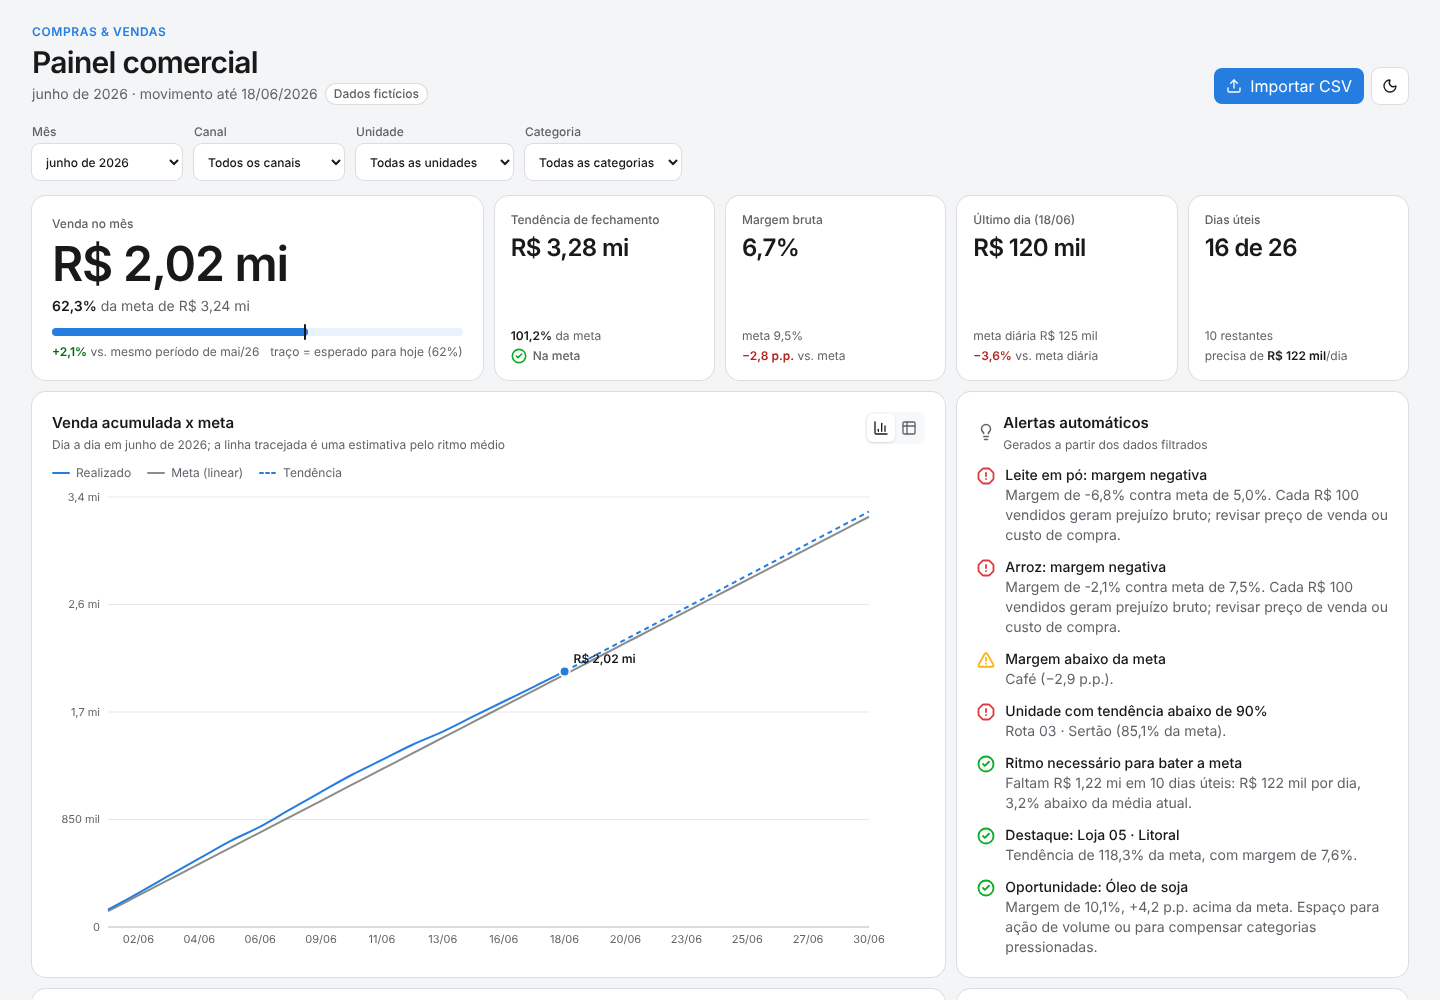 COMPRAS & VENDAS
Painel comercial
junho de 2026 · movimento até 18/06/2026 Dados fictícios
Importar CSV
Mês Canal Unidade Categoria
junho de 2026 Todos os canais Todas as unidades Todas as categorias
Venda no mês
R$ 2,02 mi
62,3% da meta de R$ 3,24 mi
+2,1% vs. mesmo período de mai/26 traço = esperado para hoje (62%)
Tendência de fechamento
R$ 3,28 mi
101,2% da meta
Na meta
Margem bruta
6,7%
meta 9,5%
−2,8 p.p. vs. meta
Último dia (18/06)
R$ 120 mil
meta diária R$ 125 mil
−3,6% vs. meta diária
Dias úteis
16 de 26
10 restantes
precisa de R$ 122 mil/dia
Venda acumulada x meta
Dia a dia em junho de 2026; a linha tracejada é uma estimativa pelo ritmo médio
Realizado Meta (linear) Tendência
3,4 mi
2,6 mi
R$ 2,02 mi
1,7 mi
850 mil
0
02/06 04/06 06/06 09/06 11/06 13/06 16/06 18/06 20/06 23/06 25/06 27/06 30/06
Alertas automáticos
Gerados a partir dos dados filtrados
Leite em pó: margem negativa
Margem de -6,8% contra meta de 5,0%. Cada R$ 100
vendidos geram prejuízo bruto; revisar preço de venda ou
custo de compra.
Arroz: margem negativa
Margem de -2,1% contra meta de 7,5%. Cada R$ 100
vendidos geram prejuízo bruto; revisar preço de venda ou
custo de compra.
Margem abaixo da meta
Café (−2,9 p.p.).
Unidade com tendência abaixo de 90%
Rota 03 · Sertão (85,1% da meta).
Ritmo necessário para bater a meta
Faltam R$ 1,22 mi em 10 dias úteis: R$ 122 mil por dia,
3,2% abaixo da média atual.
Destaque: Loja 05 · Litoral
Tendência de 118,3% da meta, com margem de 7,6%.
Oportunidade: Óleo de soja
Margem de 10,1%, +4,2 p.p. acima da meta. Espaço para
ação de volume ou para compensar categorias
pressionadas.